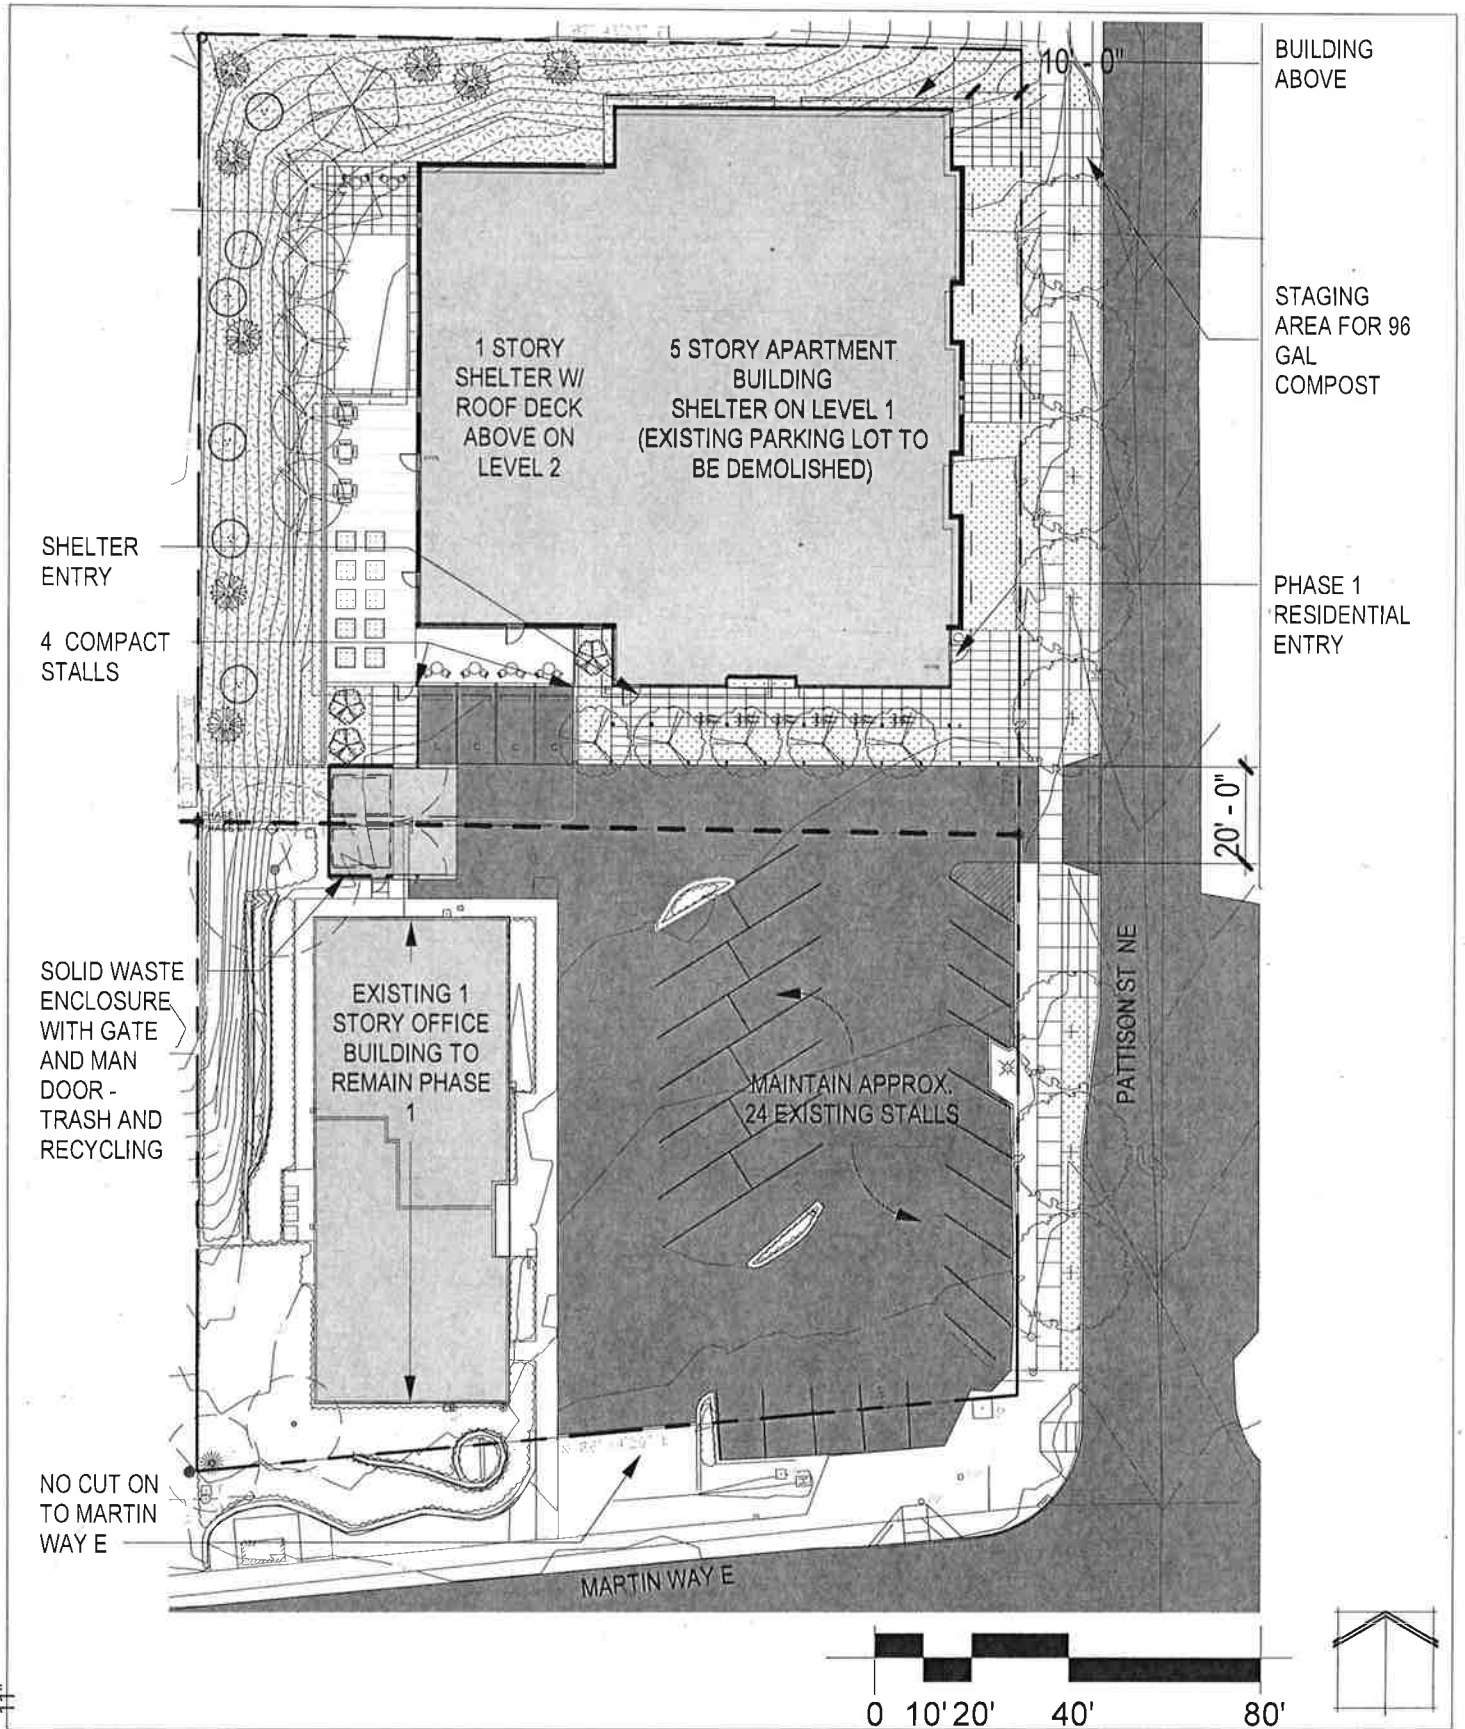 10' - 0"
BUILDING
ABOVE
STAGING
AREA FOR 96
GAL
COMPOST
1 STORY
SHELTER W/
ROOF DECK
ABOVE ON
LEVEL 2
5 STORY APARTMENT
BUILDING
SHELTER ON LEVEL 1
(EXISTING PARKING LOT TO
BE DEMOLISHED)
SHELTER
ENTRY
PHASE 1
RESIDENTIAL
ENTRY
4 COMPACT
STALLS
C
C
C
20' - 0"
SOLID WASTE
ENCLOSURE
WITH GATE
AND MAN
DOOR -
TRASH AND
RECYCLING
EXISTING 1
STORY OFFICE
BUILDING TO
REMAIN PHASE
1
MAINTAIN APPROX.
24 EXISTING STALLS
PATTISON ST NE
NO CUT ON
TO MARTIN
WAY E
MARTIN WAY E
0 10' 20' 40' 80'
11"